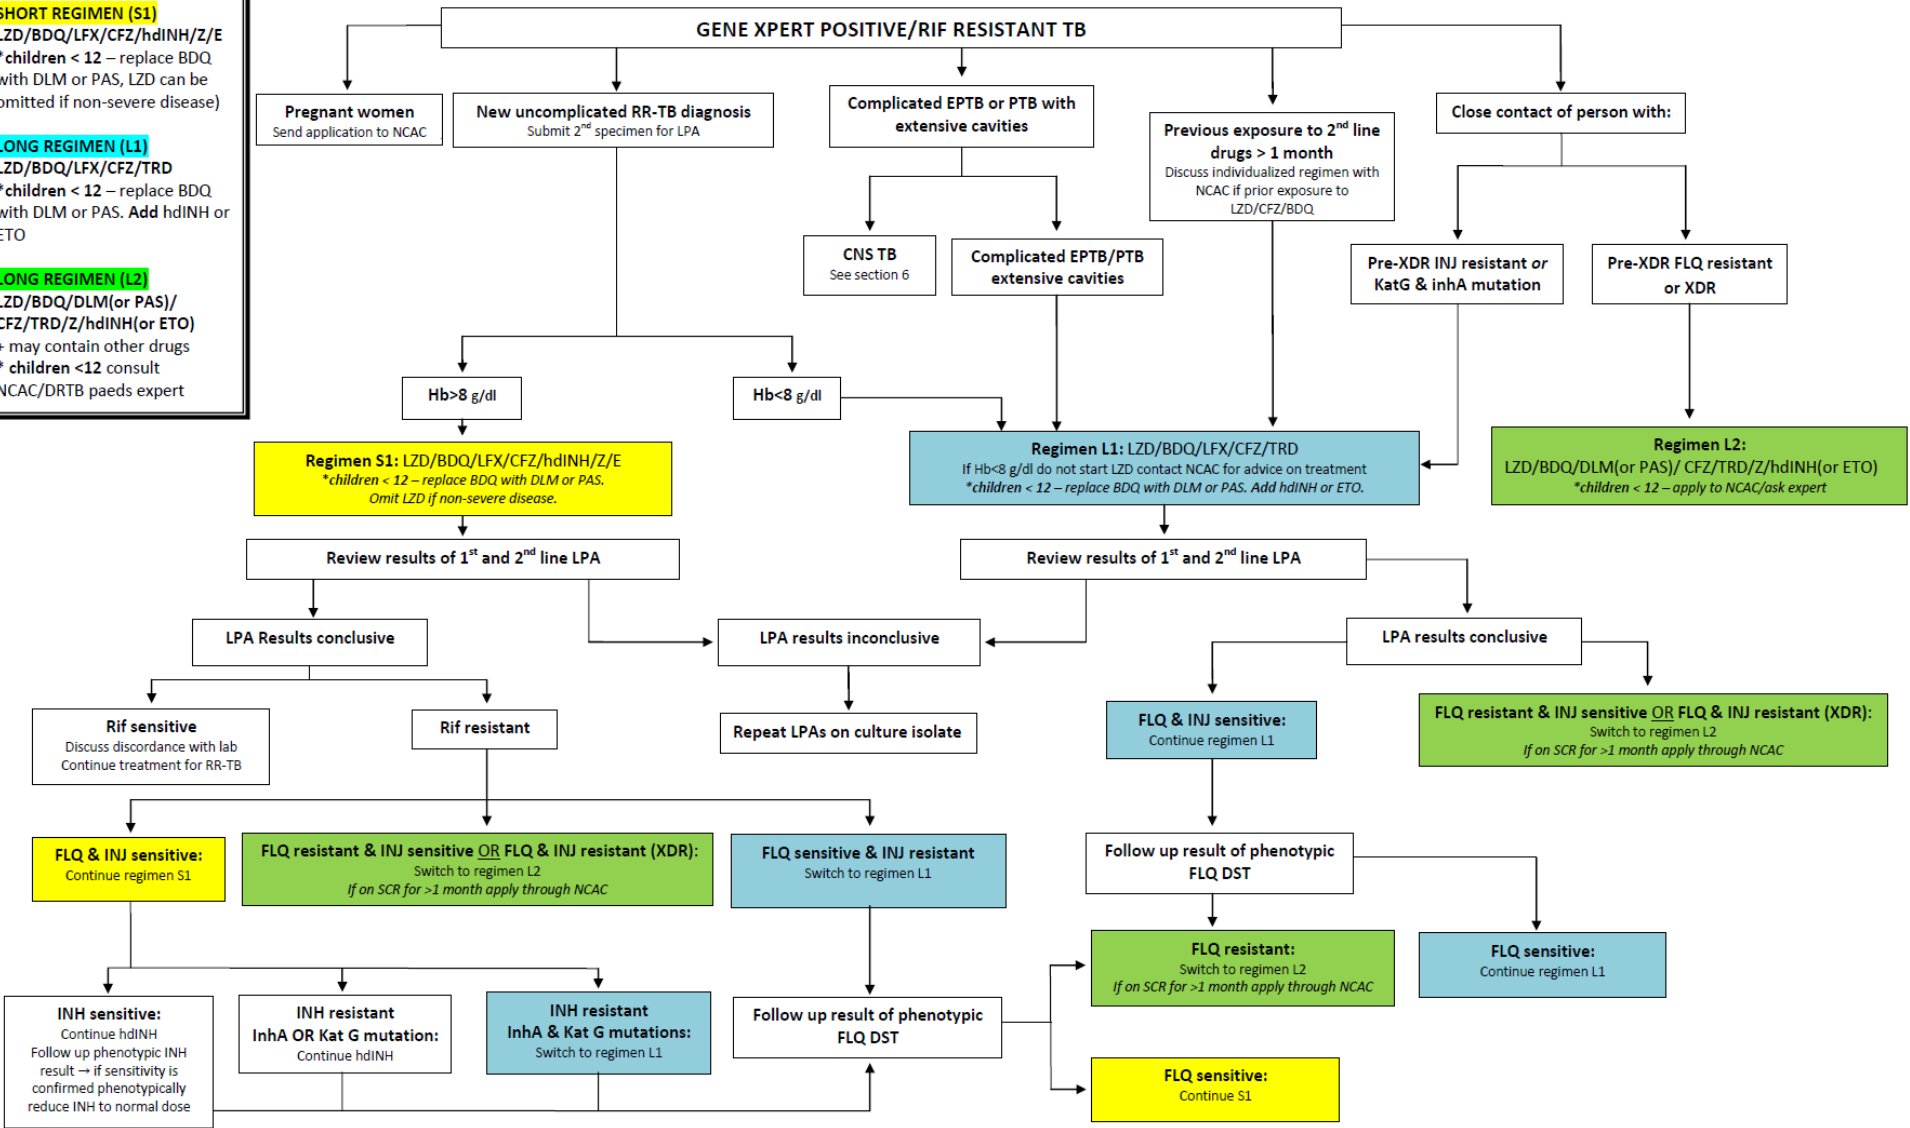 SHORT REGIMEN (S1)
LZD/BDQ/LFX/CFZ/hdINH/Z/E
*children < 12 – replace BDQ
with DLM or PAS, LZD can be
omitted if non-severe disease)
LONG REGIMEN (L1)
LZD/BDQ/LFX/CFZ/TRD
*children < 12 – replace BDQ
with DLM or PAS. Add hdINH or
ETO
LONG REGIMEN (L2)
LZD/BDQ/DLM(or PAS)/
CFZ/TRD/Z/hdINH(or ETO)
+ may contain other drugs
* children <12 consult
NCAC/DRTB paeds expert
GENE XPERT POSITIVE/RIF RESISTANT TB
Pregnant women
Send application to NCAC
New uncomplicated RR-TB diagnosis
Submit 2nd specimen for LPA
Complicated EPTB or PTB with
extensive cavities
Previous exposure to 2nd line
drugs > 1 month
Discuss individualized regimen with
NCAC if prior exposure to
LZD/CFZ/BDQ
Close contact of person with:
CNS TB
See section 6
Complicated EPTB/PTB
extensive cavities
Pre-XDR INJ resistant or
KatG & inhA mutation
Pre-XDR FLQ resistant
or XDR
Hb>8 g/dl
Hb<8 g/dl
Regimen S1: LZD/BDQ/LFX/CFZ/hdINH/Z/E
*children < 12 – replace BDQ with DLM or PAS.
Omit LZD if non-severe disease.
Regimen L1: LZD/BDQ/LFX/CFZ/TRD
If Hb<8 g/dl do not start LZD contact NCAC for advice on treatment
*children < 12 – replace BDQ with DLM or PAS. Add hdINH or ETO.
Regimen L2:
LZD/BDQ/DLM(or PAS)/ CFZ/TRD/Z/hdINH(or ETO)
*children < 12 – apply to NCAC/ask expert
Review results of 1st and 2nd line LPA
Review results of 1st and 2nd line LPA
LPA Results conclusive
LPA results inconclusive
LPA results conclusive
Rif sensitive
Discuss discordance with lab
Continue treatment for RR-TB
Rif resistant
Repeat LPAs on culture isolate
FLQ & INJ sensitive:
Continue regimen L1
FLQ resistant & INJ sensitive OR FLQ & INJ resistant (XDR):
Switch to regimen L2
If on SCR for >1 month apply through NCAC
FLQ & INJ sensitive:
Continue regimen S1
FLQ resistant & INJ sensitive OR FLQ & INJ resistant (XDR):
Switch to regimen L2
If on SCR for >1 month apply through NCAC
FLQ sensitive & INJ resistant
Switch to regimen L1
Follow up result of phenotypic
FLQ DST
FLQ resistant:
Switch to regimen L2
If on SCR for >1 month apply through NCAC
FLQ sensitive:
Continue regimen L1
INH sensitive:
Continue hdINH
Follow up phenotypic INH
result → if sensitivity is
confirmed phenotypically
reduce INH to normal dose
INH resistant
InhA OR Kat G mutation:
Continue hdINH
INH resistant
InhA & Kat G mutations:
Switch to regimen L1
Follow up result of phenotypic
FLQ DST
FLQ sensitive:
Continue S1